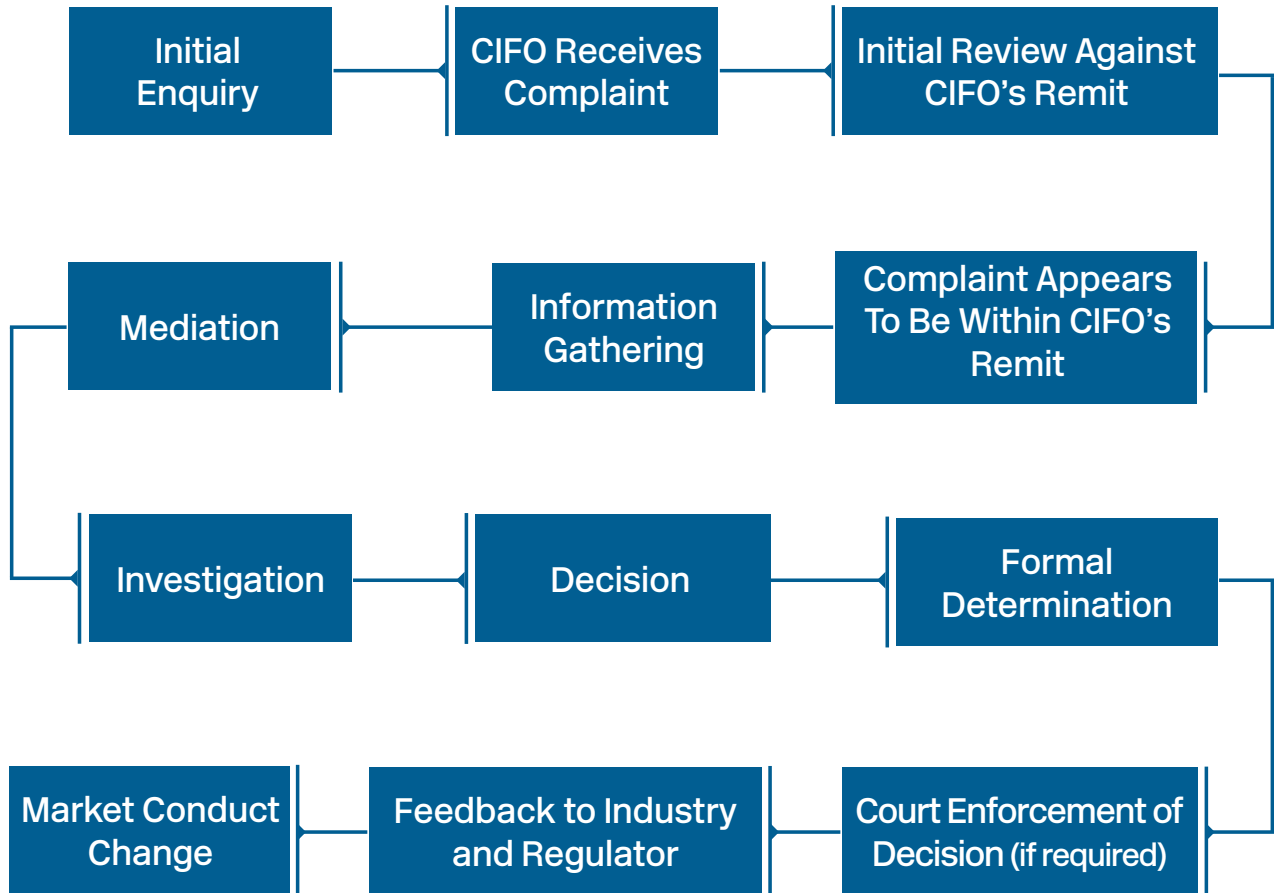 Initial
Enquiry
CIFO Receives
Complaint
Initial Review Against
CIFO’s Remit
Complaint Appears
To Be Within CIFO’s
Remit
Information
Gathering
Mediation
Investigation
Decision
Formal
Determination
Court Enforcement of
Decision (if required)
Feedback to Industry
and Regulator
Market Conduct
Change